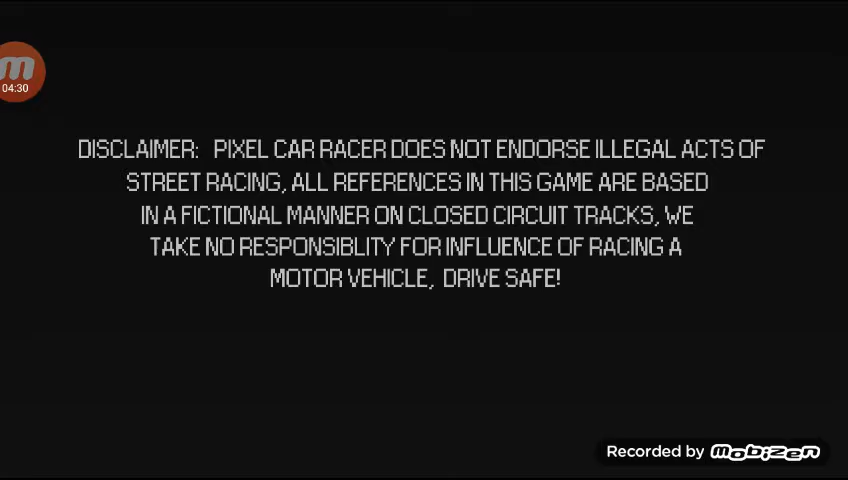 04:30
DISCLAIMER: PIXEL CAR RACER DOES NOT ENDORSE ILLEGAL ACTS OF
STREET RACING, ALL REFERENCES IN THIS GAME ARE BASED
IN A FICTIONAL MANNER ON CLOSED CIRCUIT TRACKS, WE
TAKE NO RESPONSIBLITY FOR INFLUENCE OF RACING A
MOTOR VEHICLE, DRIVE SAFE!
Recorded by mobizen